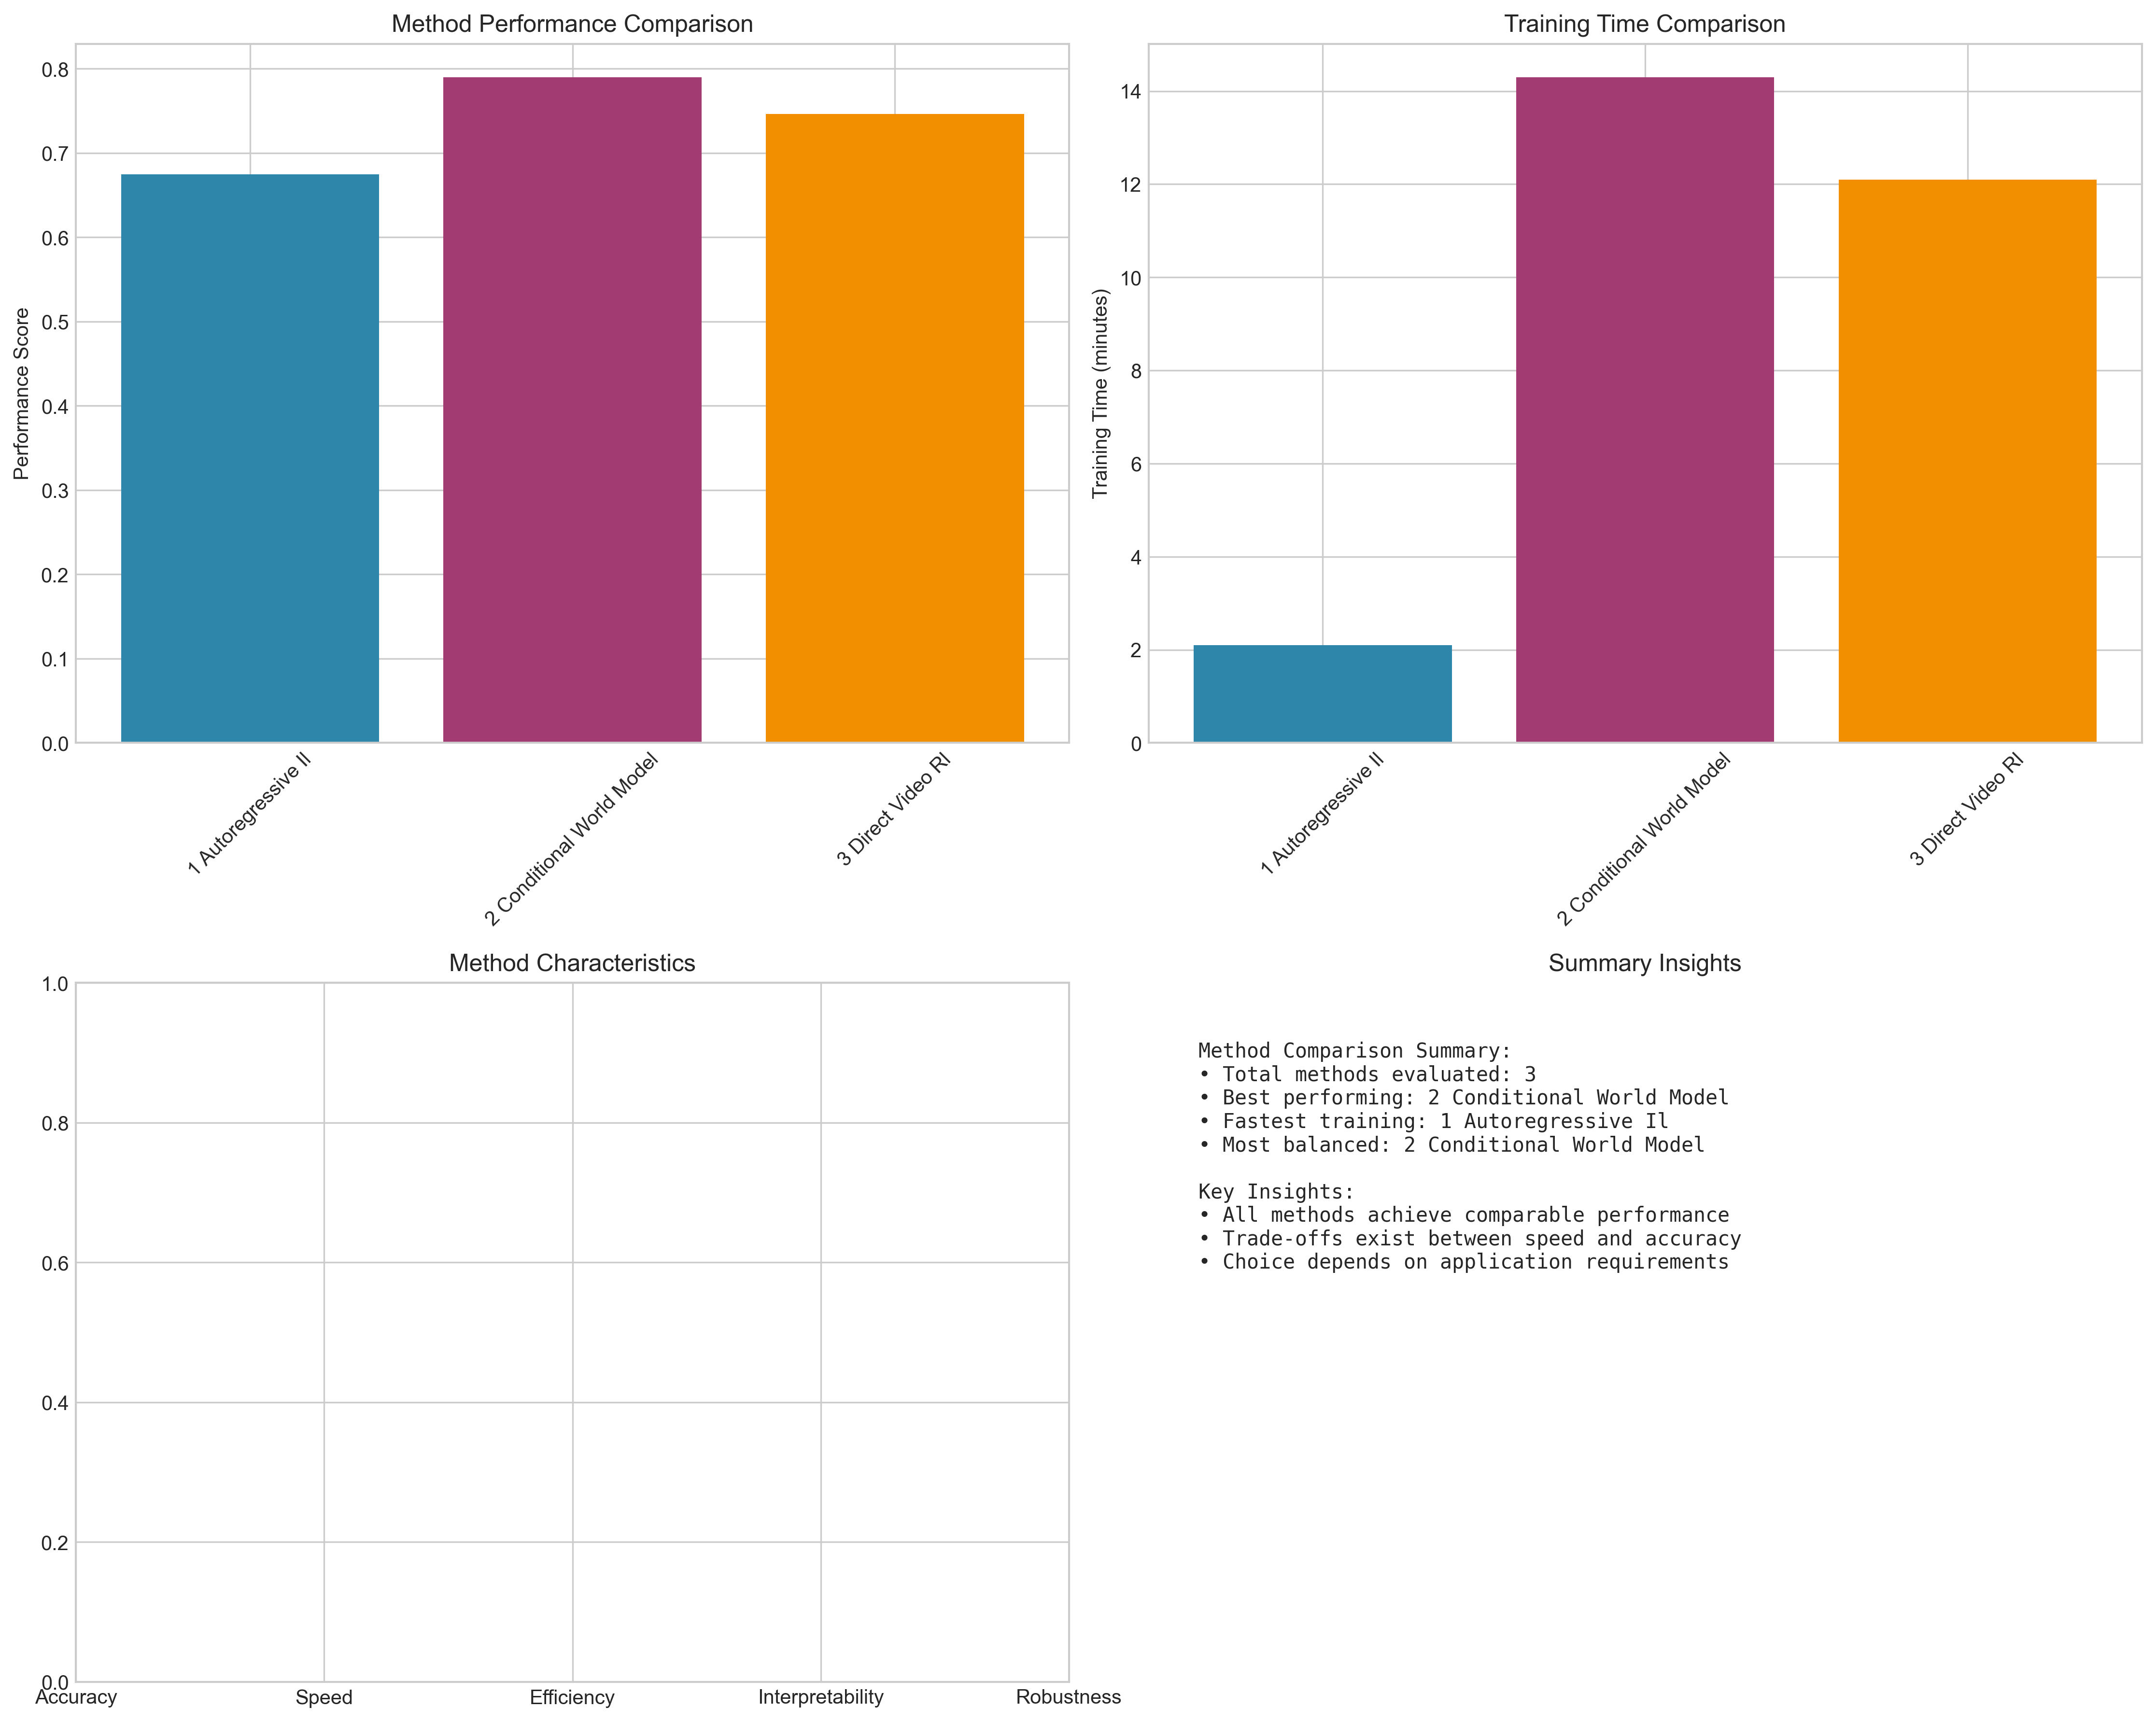 Method Performance Comparison
Performance Score
0.8
0.7
0.6
0.5
0.4
0.3
0.2
0.1
0.0
1 Autoregressive Il
2 Conditional World Model
3 Direct Video Rl
Training Time Comparison
Training Time (minutes)
14
12
10
8
6
4
2
0
1 Autoregressive Il
2 Conditional World Model
3 Direct Video Rl
Method Characteristics
1.0
0.8
0.6
0.4
0.2
0.0
Accuracy
Speed
Efficiency
Interpretability
Robustness
Summary Insights
Method Comparison Summary:
• Total methods evaluated: 3
• Best performing: 2 Conditional World Model
• Fastest training: 1 Autoregressive Il
• Most balanced: 2 Conditional World Model
Key Insights:
• All methods achieve comparable performance
• Trade-offs exist between speed and accuracy
• Choice depends on application requirements